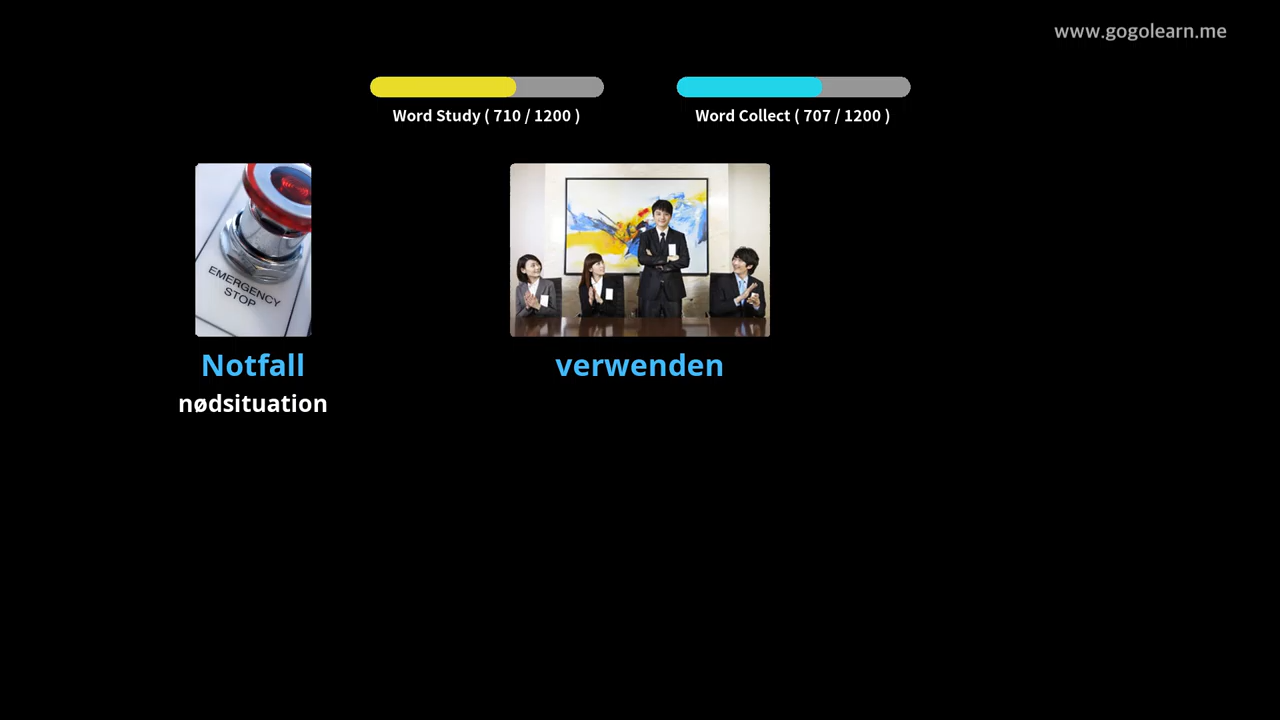 www.gogolearn.me
Word Study ( 710 / 1200 )
Word Collect ( 707 / 1200 )
EMERGENCY
STOP
Notfall
verwenden
nødsituation